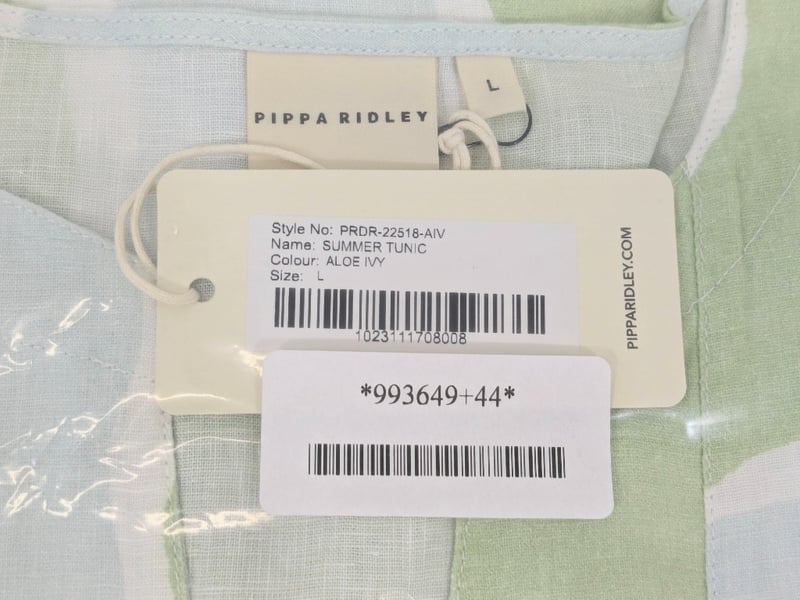 PIPPA RIDLEY
L
Style No: PRDR-22518-AIV
Name: SUMMER TUNIC
Colour: ALOE IVY
Size: L
1023111708008
PIPPARIDLEY.COM
*993649+44*